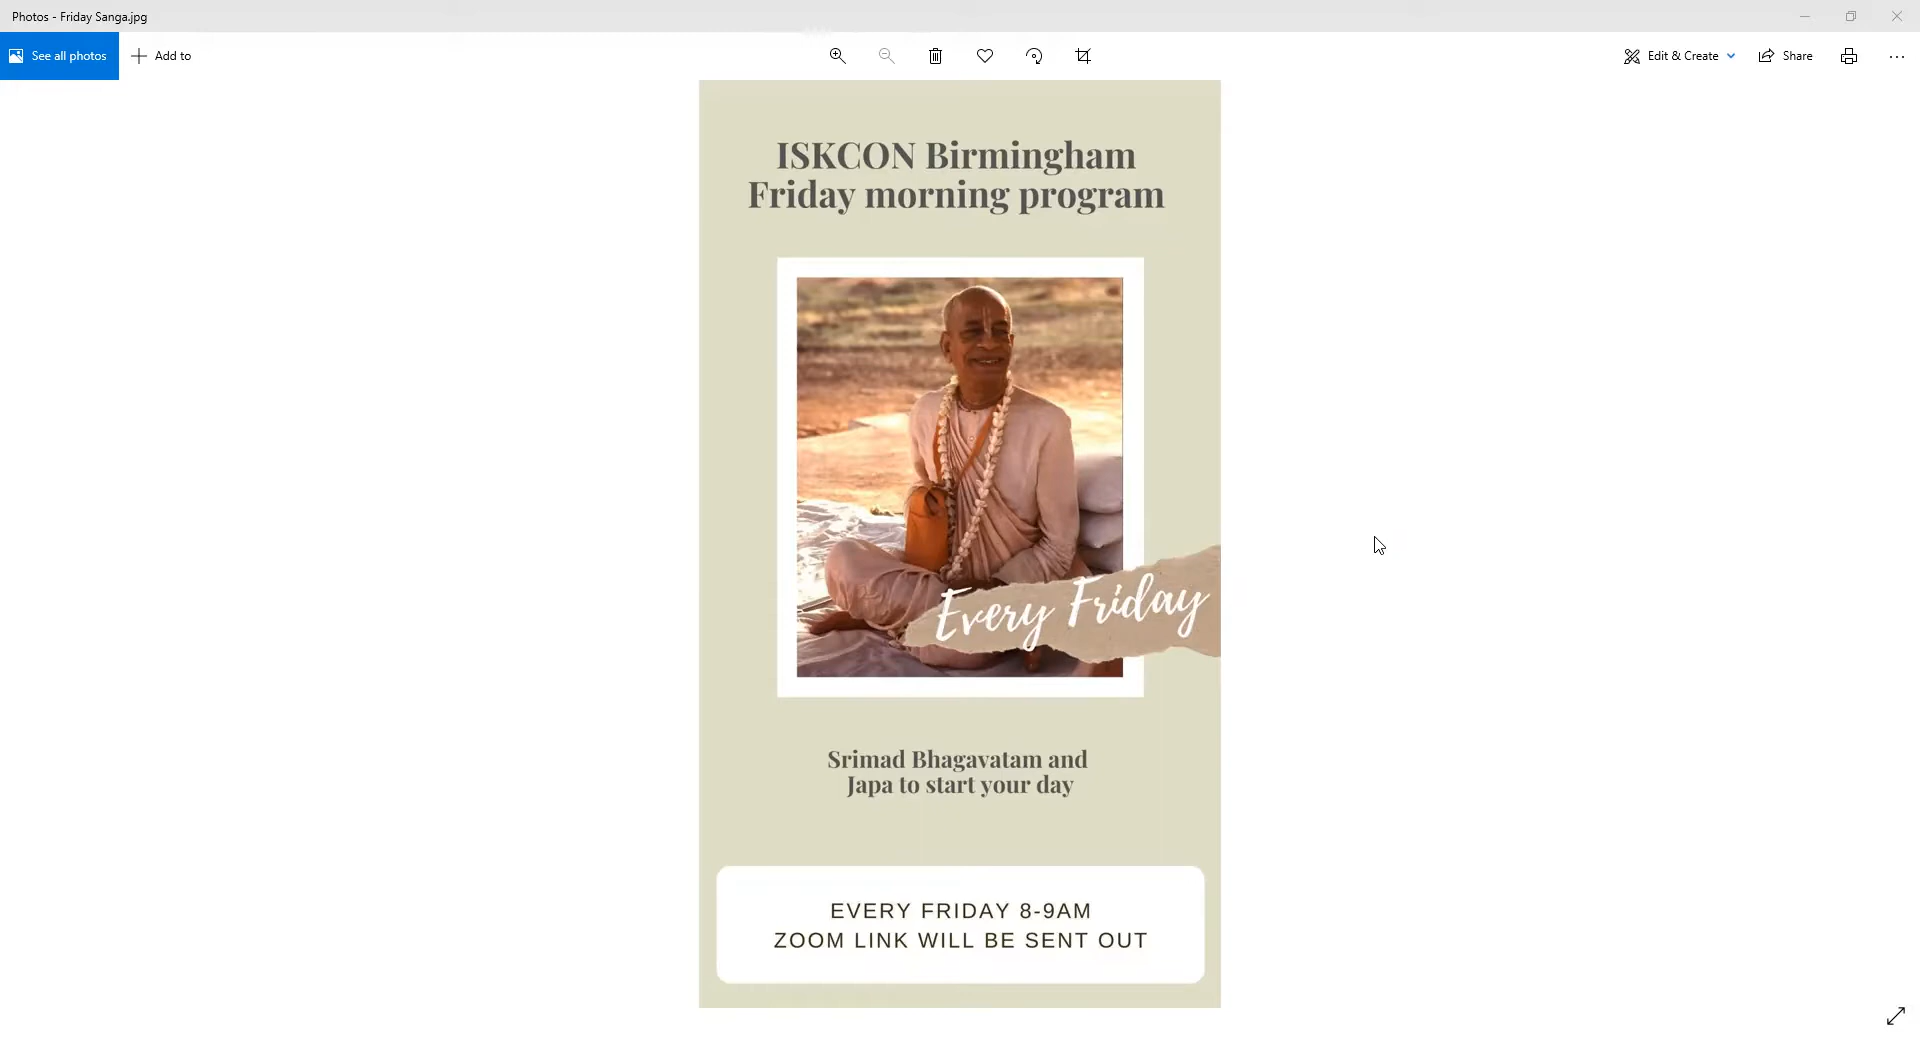 Photos - Friday Sanga.jpg
See all photos
Add to
Edit & Create
Share
ISKCON Birmingham
Friday morning program
Every Friday
Srimad Bhagavatam and
Japa to start your day
EVERY FRIDAY 8-9AM
ZOOM LINK WILL BE SENT OUT